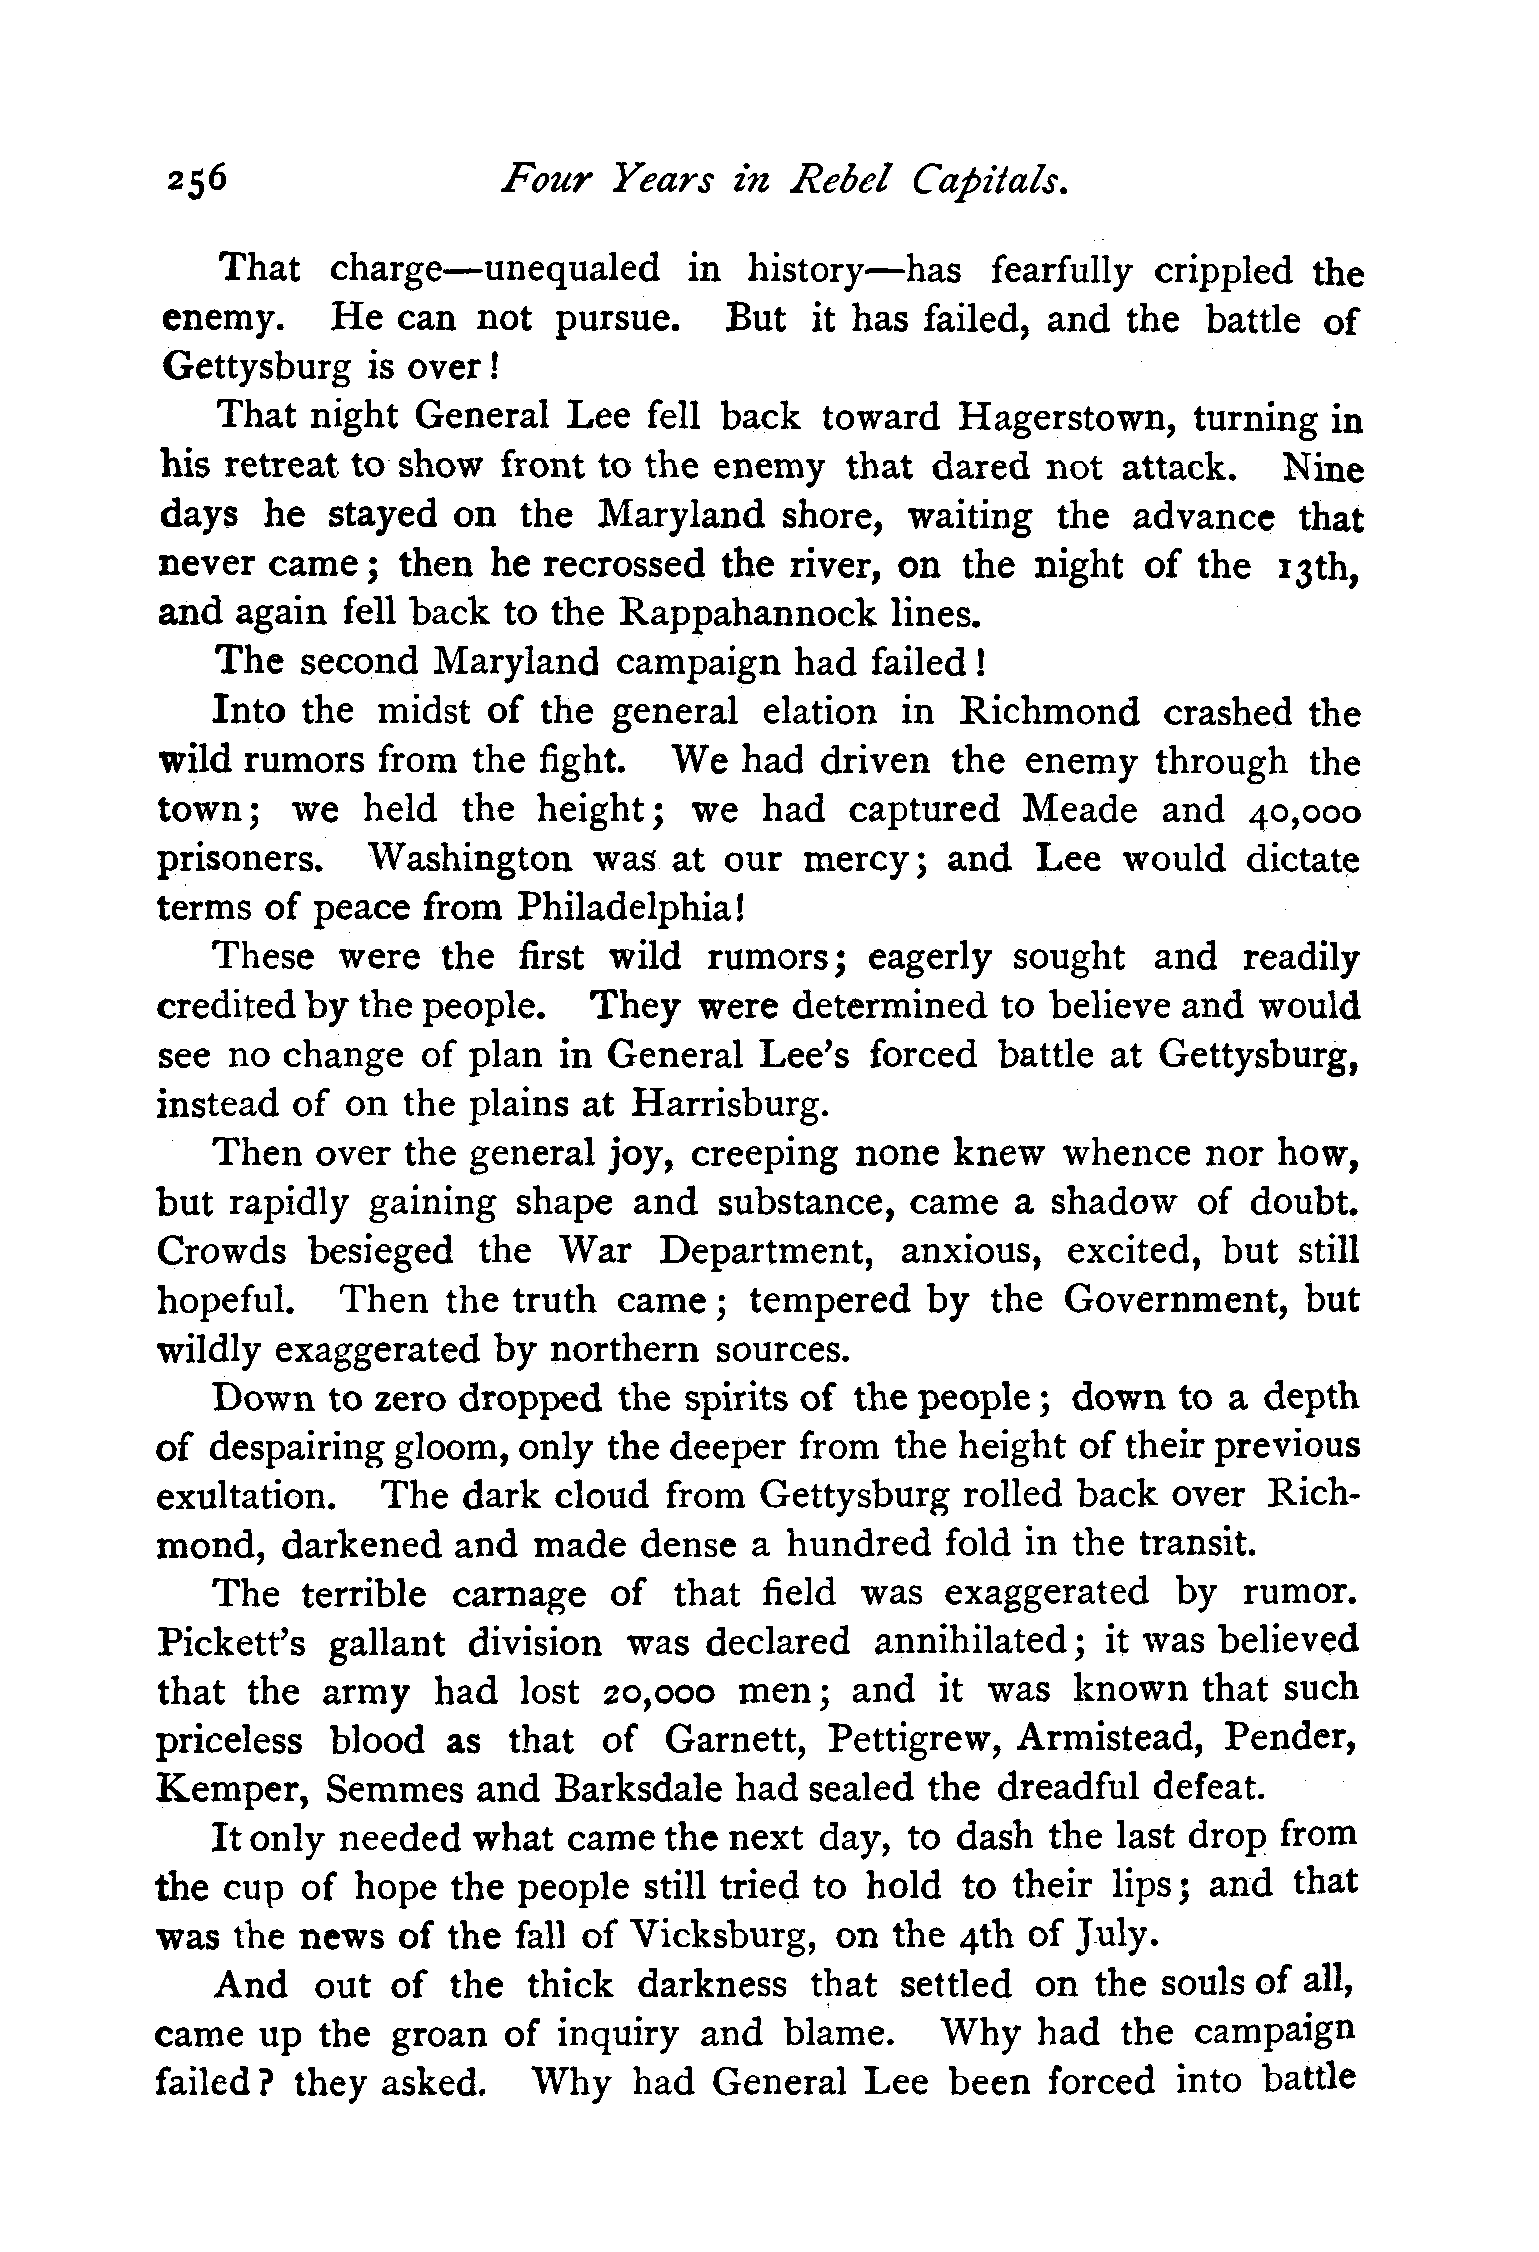 256 Four Years in Rebel Capitals.
That charge—unequaled in history—has fearfully crippled the
enemy. He can not pursue. But it has failed, and the battle of
Gettysburg is over!
That night General Lee fell back toward Hagerstown, turning in
his retreat to show front to the enemy that dared not attack. Nine
days he stayed on the Maryland shore, waiting the advance that
never came; then he recrossed the river, on the night of the 13th,
and again fell back to the Rappahannock lines.
The second Maryland campaign had failed!
Into the midst of the general elation in Richmond crashed the
wild rumors from the fight. We had driven the enemy through the
town; we held the height; we had captured Meade and 40,000
prisoners. Washington was at our mercy; and Lee would dictate
terms of peace from Philadelphia!
These were the first wild rumors; eagerly sought and readily
credited by the people. They were determined to believe and would
see no change of plan in General Lee's forced battle at Gettysburg,
instead of on the plains at Harrisburg.
Then over the general joy, creeping none knew whence nor how,
but rapidly gaining shape and substance, came a shadow of doubt.
Crowds besieged the War Department, anxious, excited, but still
hopeful. Then the truth came; tempered by the Government, but
wildly exaggerated by northern sources.
Down to zero dropped the spirits of the people; down to a depth
of despairing gloom, only the deeper from the height of their previous
exultation. The dark cloud from Gettysburg rolled back over Rich-
mond, darkened and made dense a hundred fold in the transit.
The terrible carnage of that field was exaggerated by rumor.
Pickett's gallant division was declared annihilated; it was believed
that the army had lost 20,000 men; and it was known that such
priceless blood as that of Garnett, Pettigrew, Armistead, Pender,
Kemper, Semmes and Barksdale had sealed the dreadful defeat.
It only needed what came the next day, to dash the last drop from
the cup of hope the people still tried to hold to their lips; and that
was the news of the fall of Vicksburg, on the 4th of July.
And out of the thick darkness that settled on the souls of all,
came up the groan of inquiry and blame. Why had the campaign
failed? they asked. Why had General Lee been forced into battle